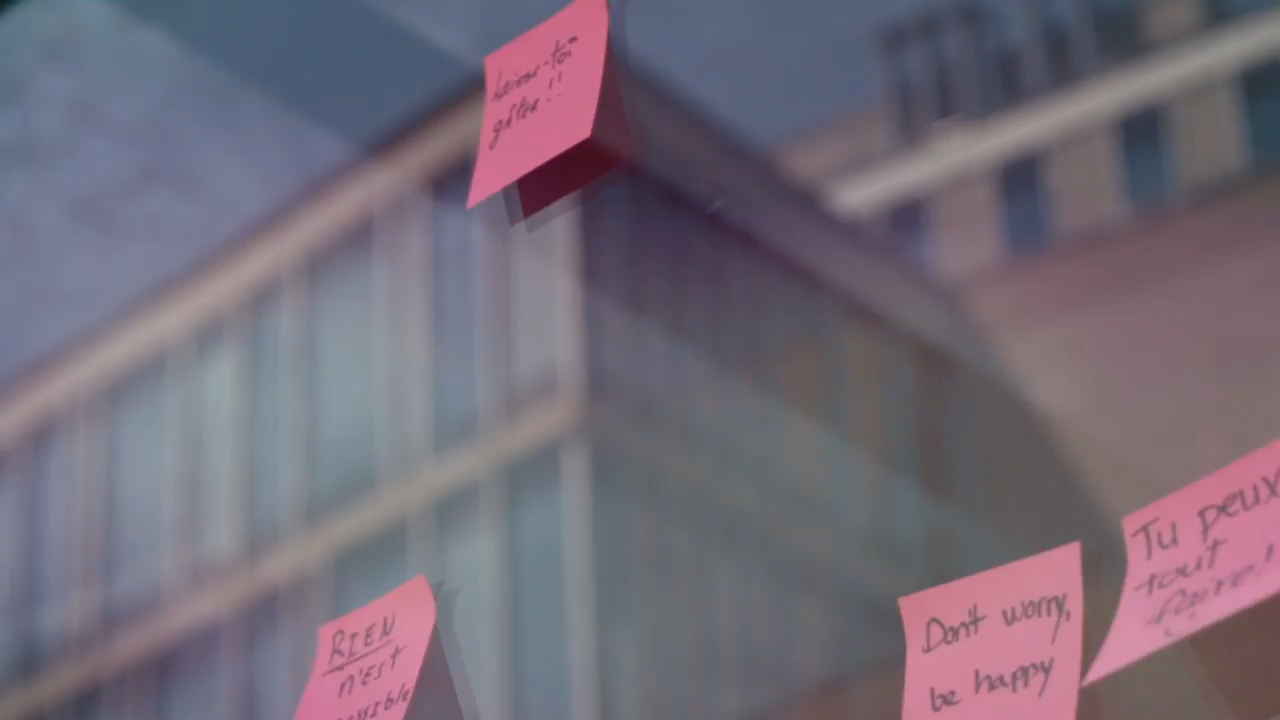 Laisse-toi
gâter!!
RIEN
n'EST
Don't worry,
be happy
Tu peux
tout
faire!